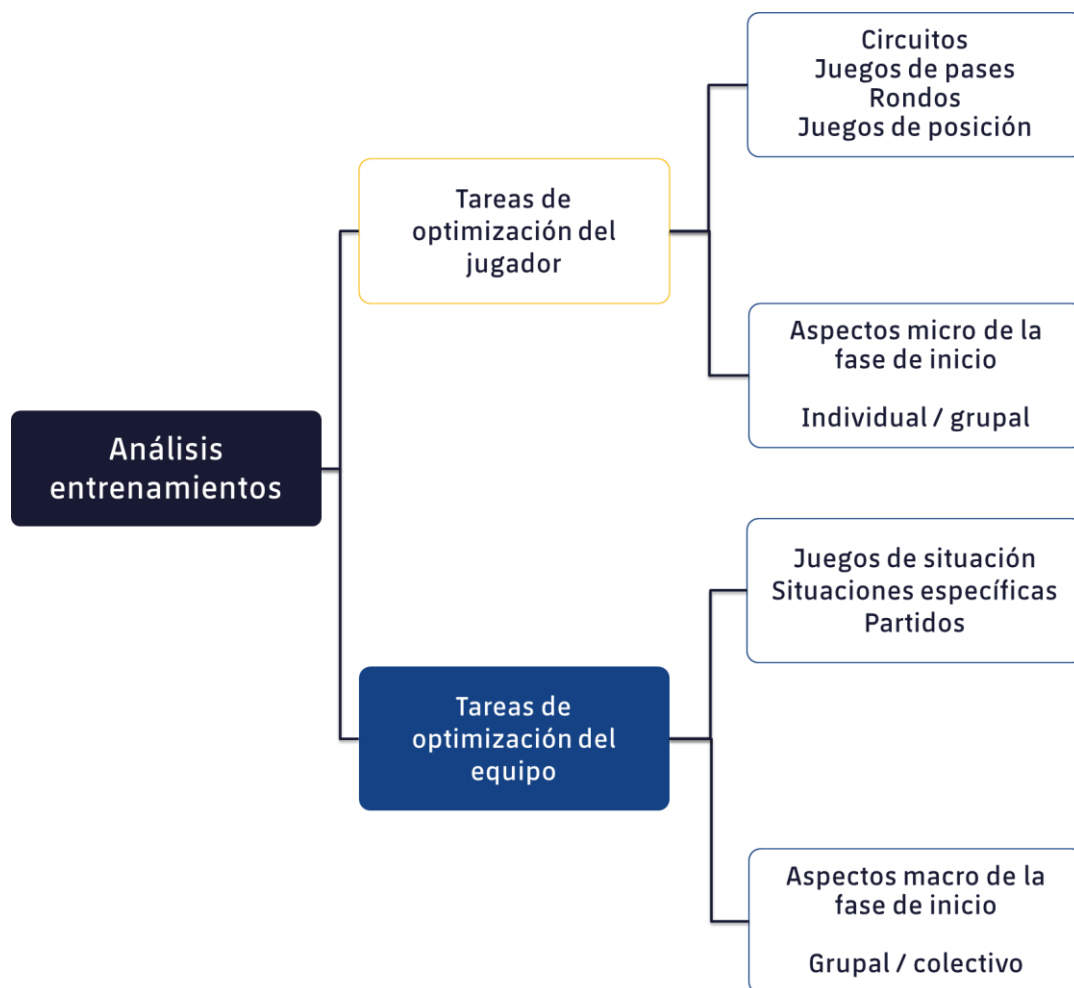 Circuitos
Juegos de pases
Rondos
Juegos de posición
Tareas de
optimización del
jugador
Aspectos micro de la
fase de inicio
Individual / grupal
Análisis
entrenamientos
Juegos de situación
Situaciones específicas
Partidos
Tareas de
optimización del
equipo
Aspectos macro de la
fase de inicio
Grupal / colectivo